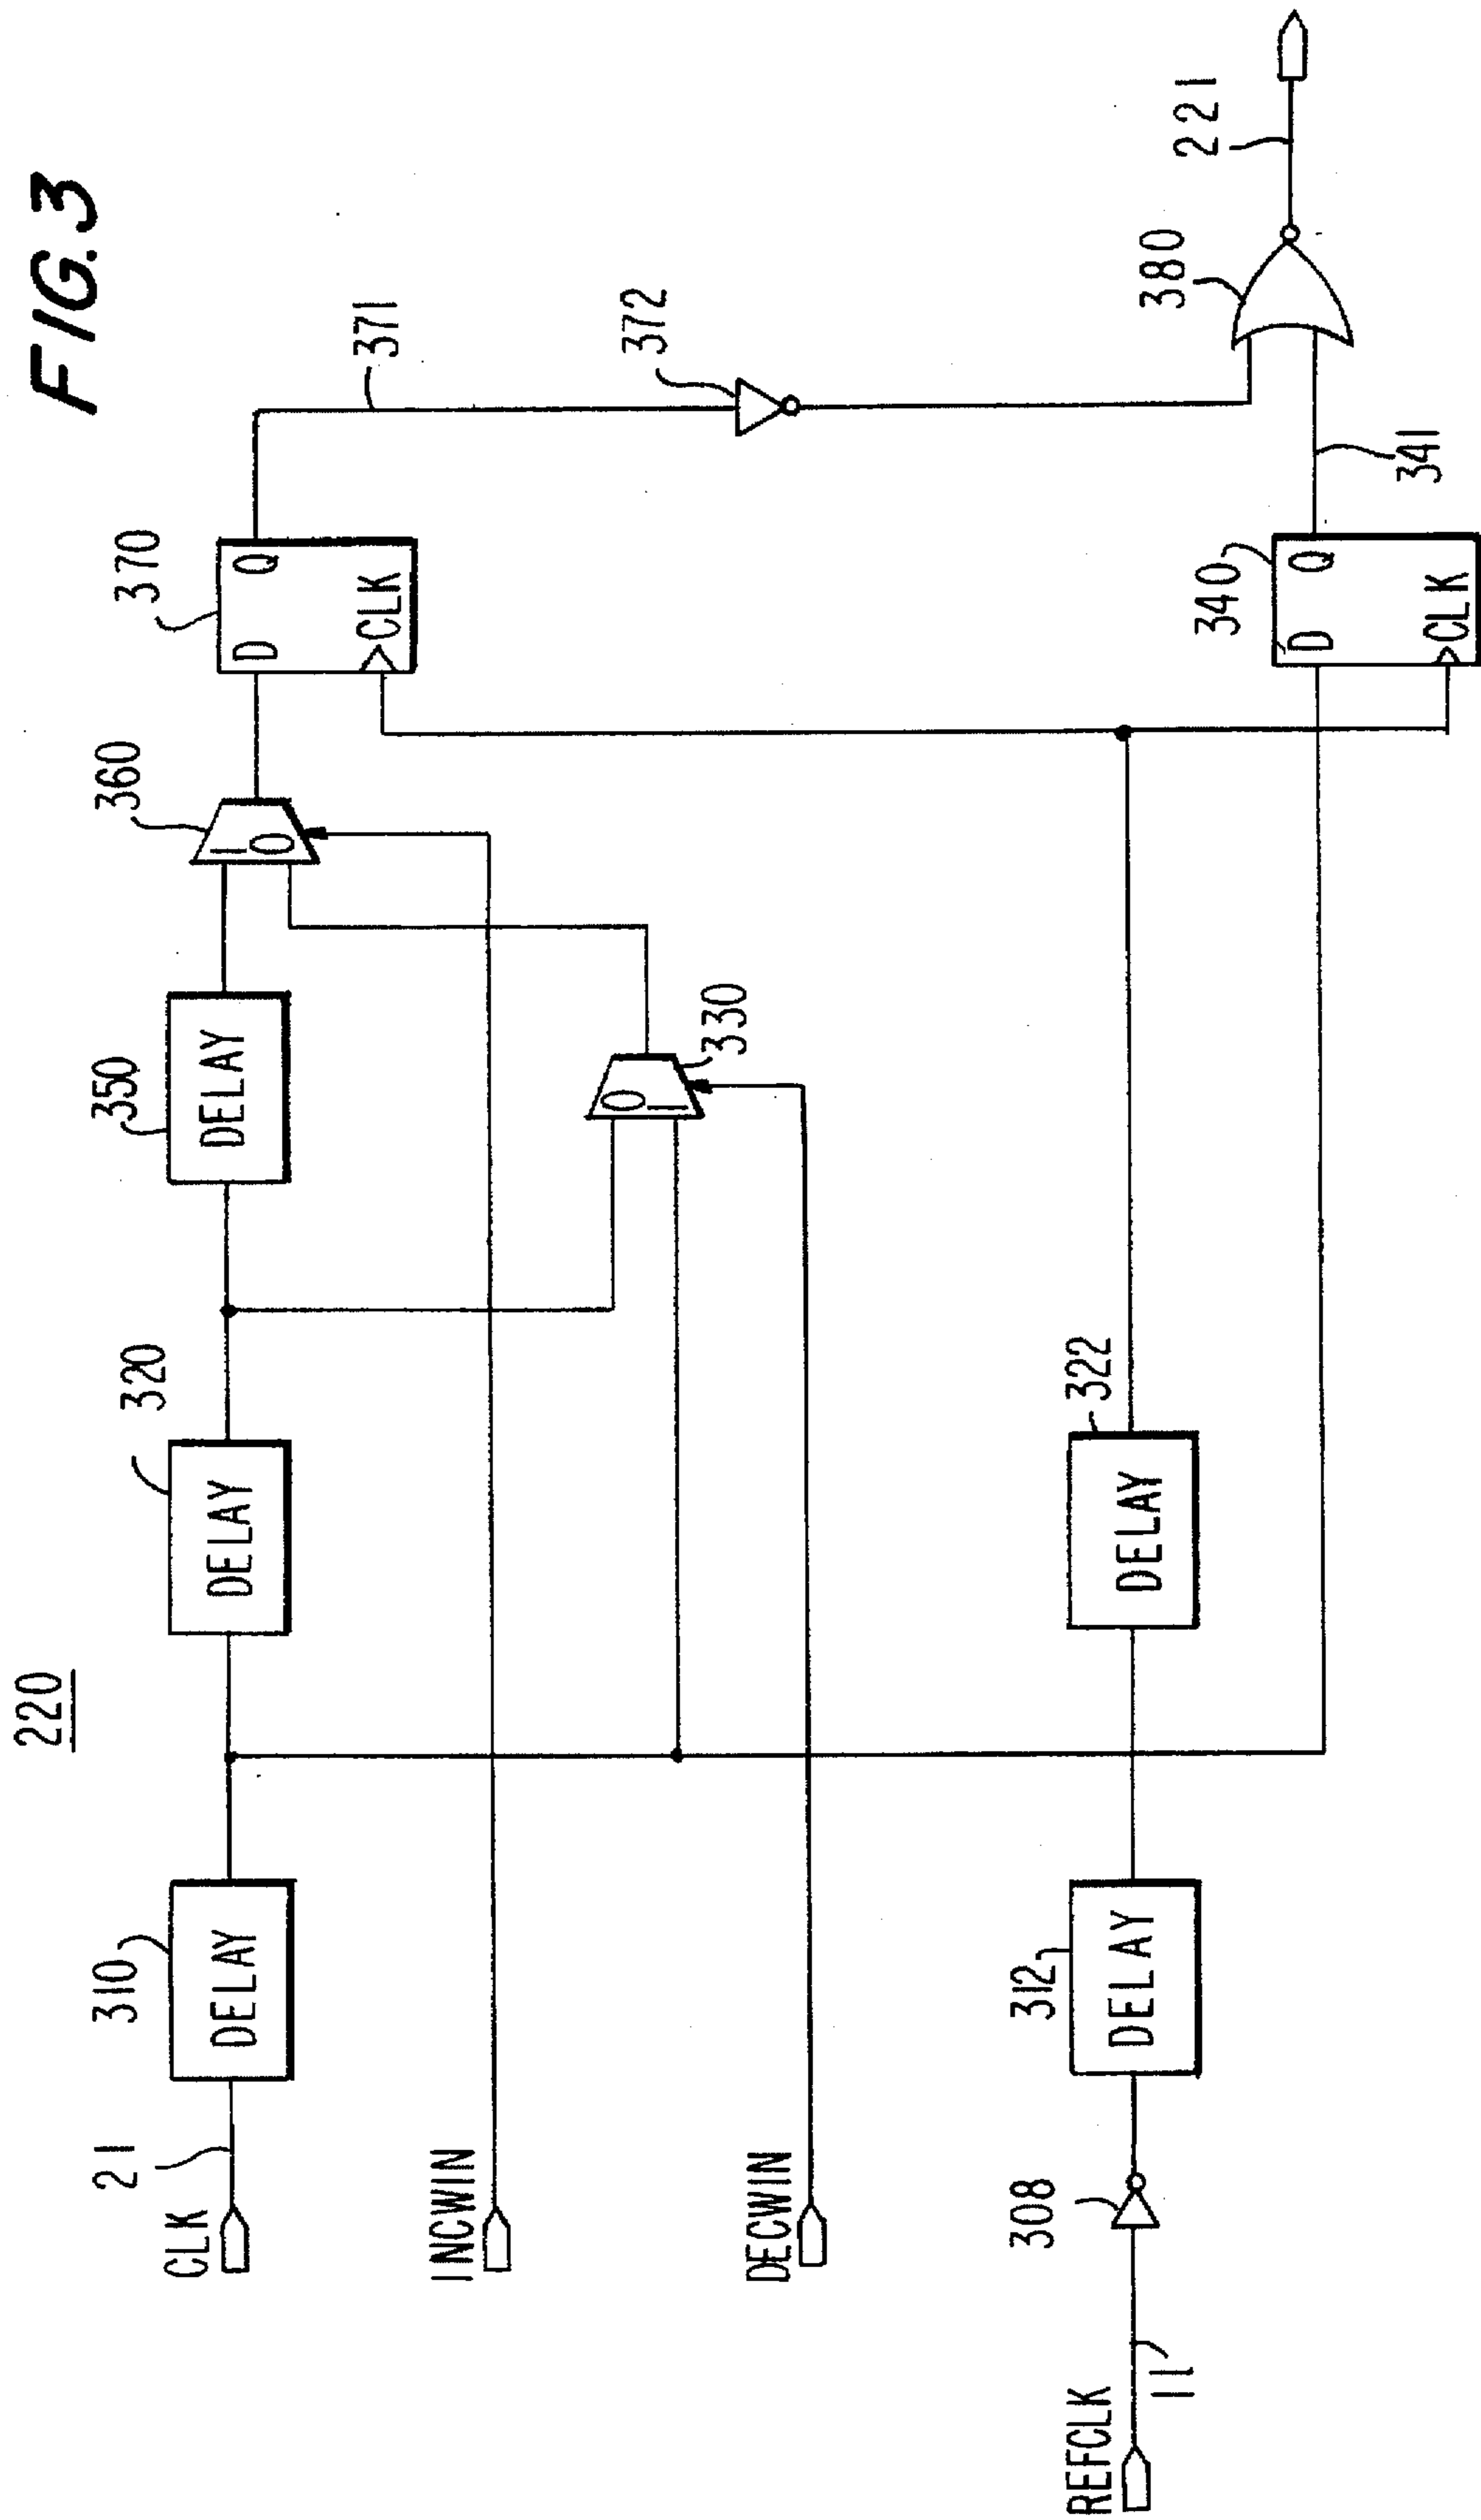 FIG. 3
220
CLK
21
310
DELAY
320
DELAY
350
DELAY
360
1
0
370
D
Q
CLK
371
372
INCWIN
DECWIN
0
1
330
REFCLK
11
308
312
DELAY
322
DELAY
340
D
Q
CLK
341
380
221